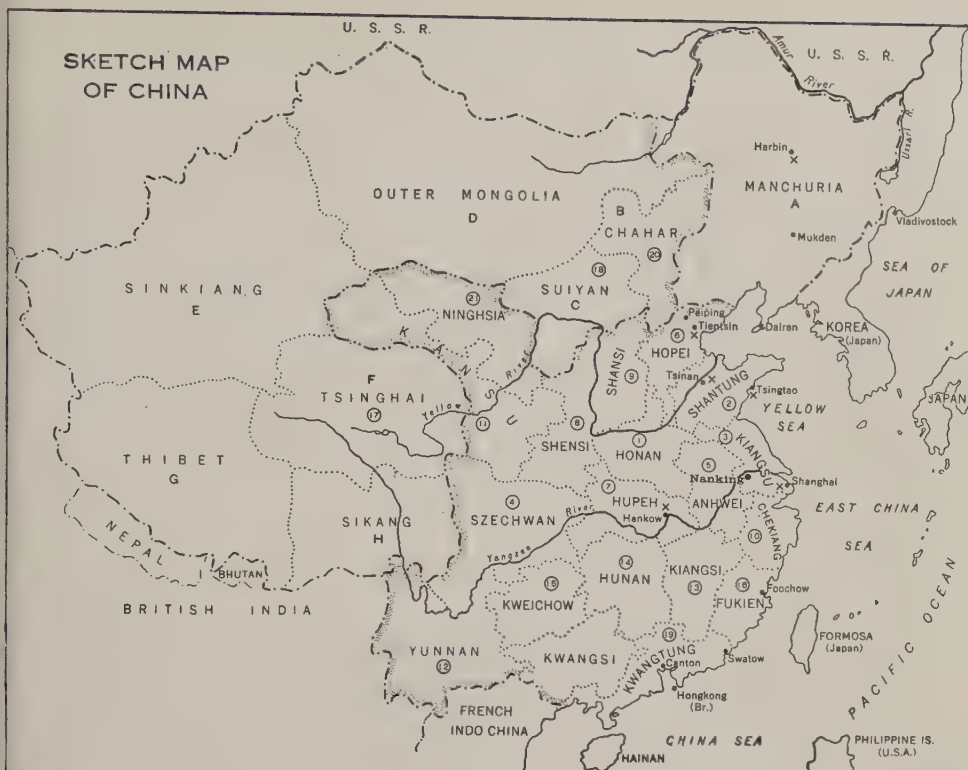 SKETCH MAP
OF CHINA
U. S. S. R.
U. S. S. R.
Amur
River
Ussuri R.
Harbin
MANCHURIA
A
Mukden
Vladivostock
SEA OF
JAPAN
OUTER MONGOLIA
D
B
CHAHAR
20
18
SUIYAN
C
SINKIANG
E
21
NINGHSIA
KANSU
11
Peiping
Tientsin
6
HOPEI
Dairen
KOREA
(Japan)
JAPAN
SHANSI
9
Tsinan
SHANTUNG
2
Tsingtao
YELLOW
SEA
F
TSINGHAI
17
Yellow
River
8
SHENSI
1
HONAN
3
KIANGSU
5
Nanking
ANHWEI
Shanghai
THIBET
G
NEPAL
BHUTAN
BRITISH INDIA
SIKANG
H
4
SZECHWAN
7
HUPEH
Hankow
Yangzse
River
EAST CHINA
SEA
CHEKIANG
10
14
HUNAN
KIANGSI
13
15
KWEICHOW
16
FUKIEN
Foochow
FORMOSA
(Japan)
PACIFIC OCEAN
YUNNAN
12
KWANGSI
19
KWANGTUNG
Canton
Swatow
Hongkong
(Br.)
FRENCH
INDO CHINA
CHINA SEA
HAINAN
PHILIPPINE IS.
(U.S.A.)